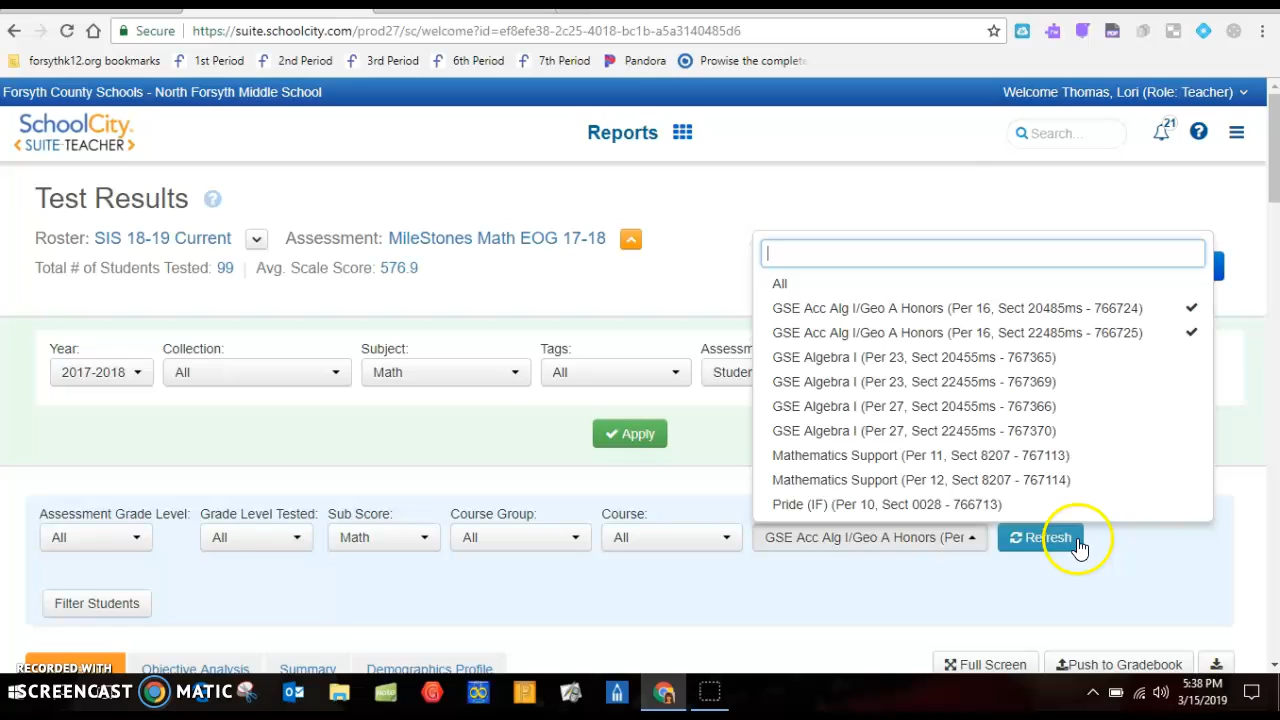 Secure https://suite.schoolcity.com/prod27/sc/welcome?id=ef8efe38-2c25-4018-bc1b-a5a3140485d6
forsythk12.org bookmarks 1st Period 2nd Period 3rd Period 6th Period 7th Period Pandora Prowise the complete
Forsyth County Schools - North Forsyth Middle School Welcome Thomas, Lori (Role: Teacher)
SchoolCity
SUITE TEACHER
Reports
Search...
21
Test Results
Roster: SIS 18-19 Current Assessment: MileStones Math EOG 17-18
Total # of Students Tested: 99 Avg. Scale Score: 576.9
All
GSE Acc Alg I/Geo A Honors (Per 16, Sect 20485ms - 766724)
GSE Acc Alg I/Geo A Honors (Per 16, Sect 22485ms - 766725)
GSE Algebra I (Per 23, Sect 20455ms - 767365)
GSE Algebra I (Per 23, Sect 22455ms - 767369)
GSE Algebra I (Per 27, Sect 20455ms - 767366)
GSE Algebra I (Per 27, Sect 22455ms - 767370)
Mathematics Support (Per 11, Sect 8207 - 767113)
Mathematics Support (Per 12, Sect 8207 - 767114)
Pride (IF) (Per 10, Sect 0028 - 766713)
Year: Collection: Subject: Tags: Assessm
2017-2018 All Math All Studen
Apply
Assessment Grade Level: Grade Level Tested: Sub Score: Course Group: Course:
All All Math All All GSE Acc Alg I/Geo A Honors (Per Refresh
Filter Students
Objective Analysis Summary Demographics Profile Full Screen Push to Gradebook
RECORDED WITH
SCREENCAST MATIC
5:38 PM
3/15/2019